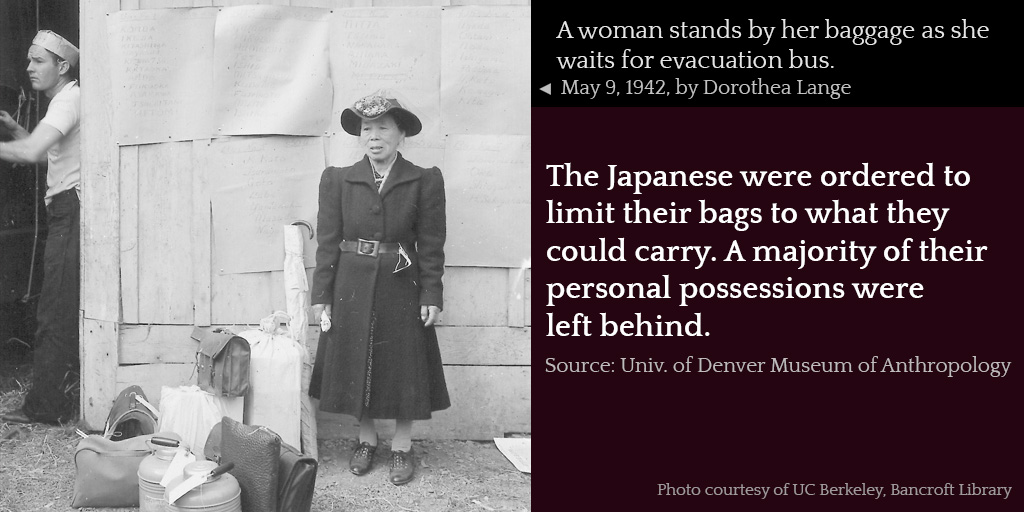 A woman stands by her baggage as she
waits for evacuation bus.
◄ May 9, 1942, by Dorothea Lange
The Japanese were ordered to
limit their bags to what they
could carry. A majority of their
personal possessions were
left behind.
Source: Univ. of Denver Museum of Anthropology
Photo courtesy of UC Berkeley, Bancroft Library